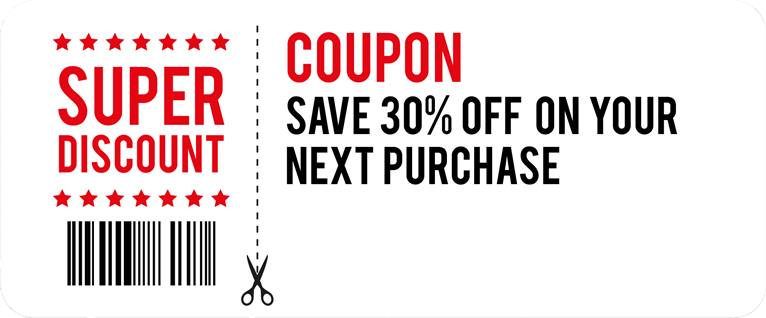 SUPER
DISCOUNT
COUPON
SAVE 30% OFF ON YOUR
NEXT PURCHASE